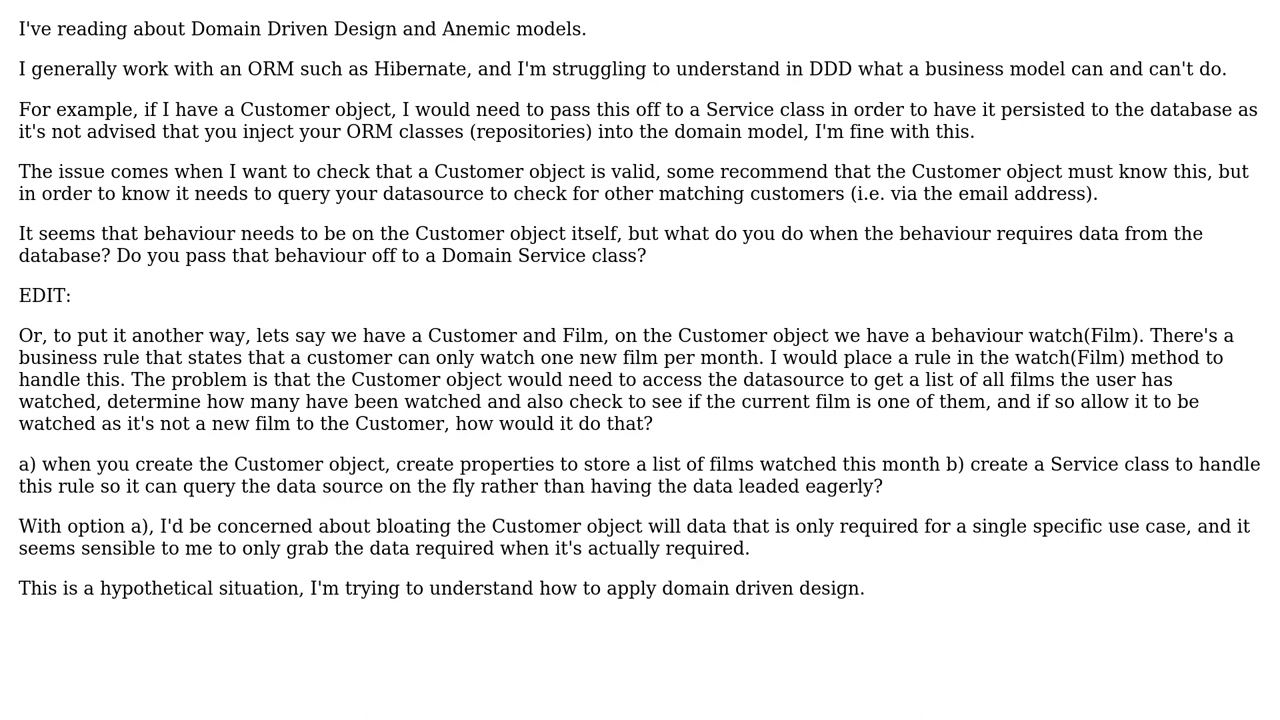 I've reading about Domain Driven Design and Anemic models.
I generally work with an ORM such as Hibernate, and I'm struggling to understand in DDD what a business model can and can't do.
For example, if I have a Customer object, I would need to pass this off to a Service class in order to have it persisted to the database as
it's not advised that you inject your ORM classes (repositories) into the domain model, I'm fine with this.
The issue comes when I want to check that a Customer object is valid, some recommend that the Customer object must know this, but
in order to know it needs to query your datasource to check for other matching customers (i.e. via the email address).
It seems that behaviour needs to be on the Customer object itself, but what do you do when the behaviour requires data from the
database? Do you pass that behaviour off to a Domain Service class?
EDIT:
Or, to put it another way, lets say we have a Customer and Film, on the Customer object we have a behaviour watch(Film). There's a
business rule that states that a customer can only watch one new film per month. I would place a rule in the watch(Film) method to
handle this. The problem is that the Customer object would need to access the datasource to get a list of all films the user has
watched, determine how many have been watched and also check to see if the current film is one of them, and if so allow it to be
watched as it's not a new film to the Customer, how would it do that?
a) when you create the Customer object, create properties to store a list of films watched this month b) create a Service class to handle
this rule so it can query the data source on the fly rather than having the data leaded eagerly?
With option a), I'd be concerned about bloating the Customer object will data that is only required for a single specific use case, and it
seems sensible to me to only grab the data required when it's actually required.
This is a hypothetical situation, I'm trying to understand how to apply domain driven design.